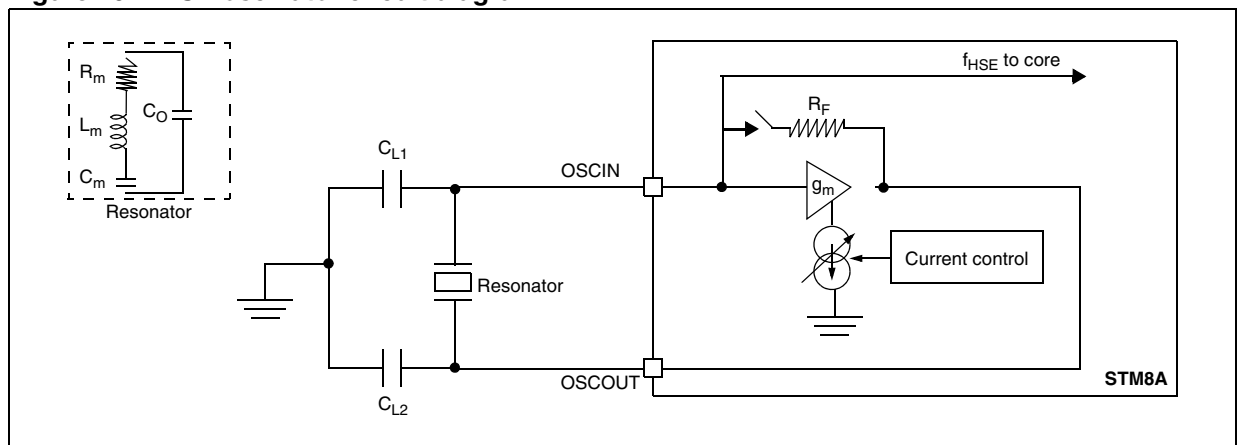 f_HSE to core
R_m
R_F
C_O
L_m
C_L1
OSCIN
C_m
g_m
Resonator
Current control
Resonator
OSCOUT
STM8A
C_L2